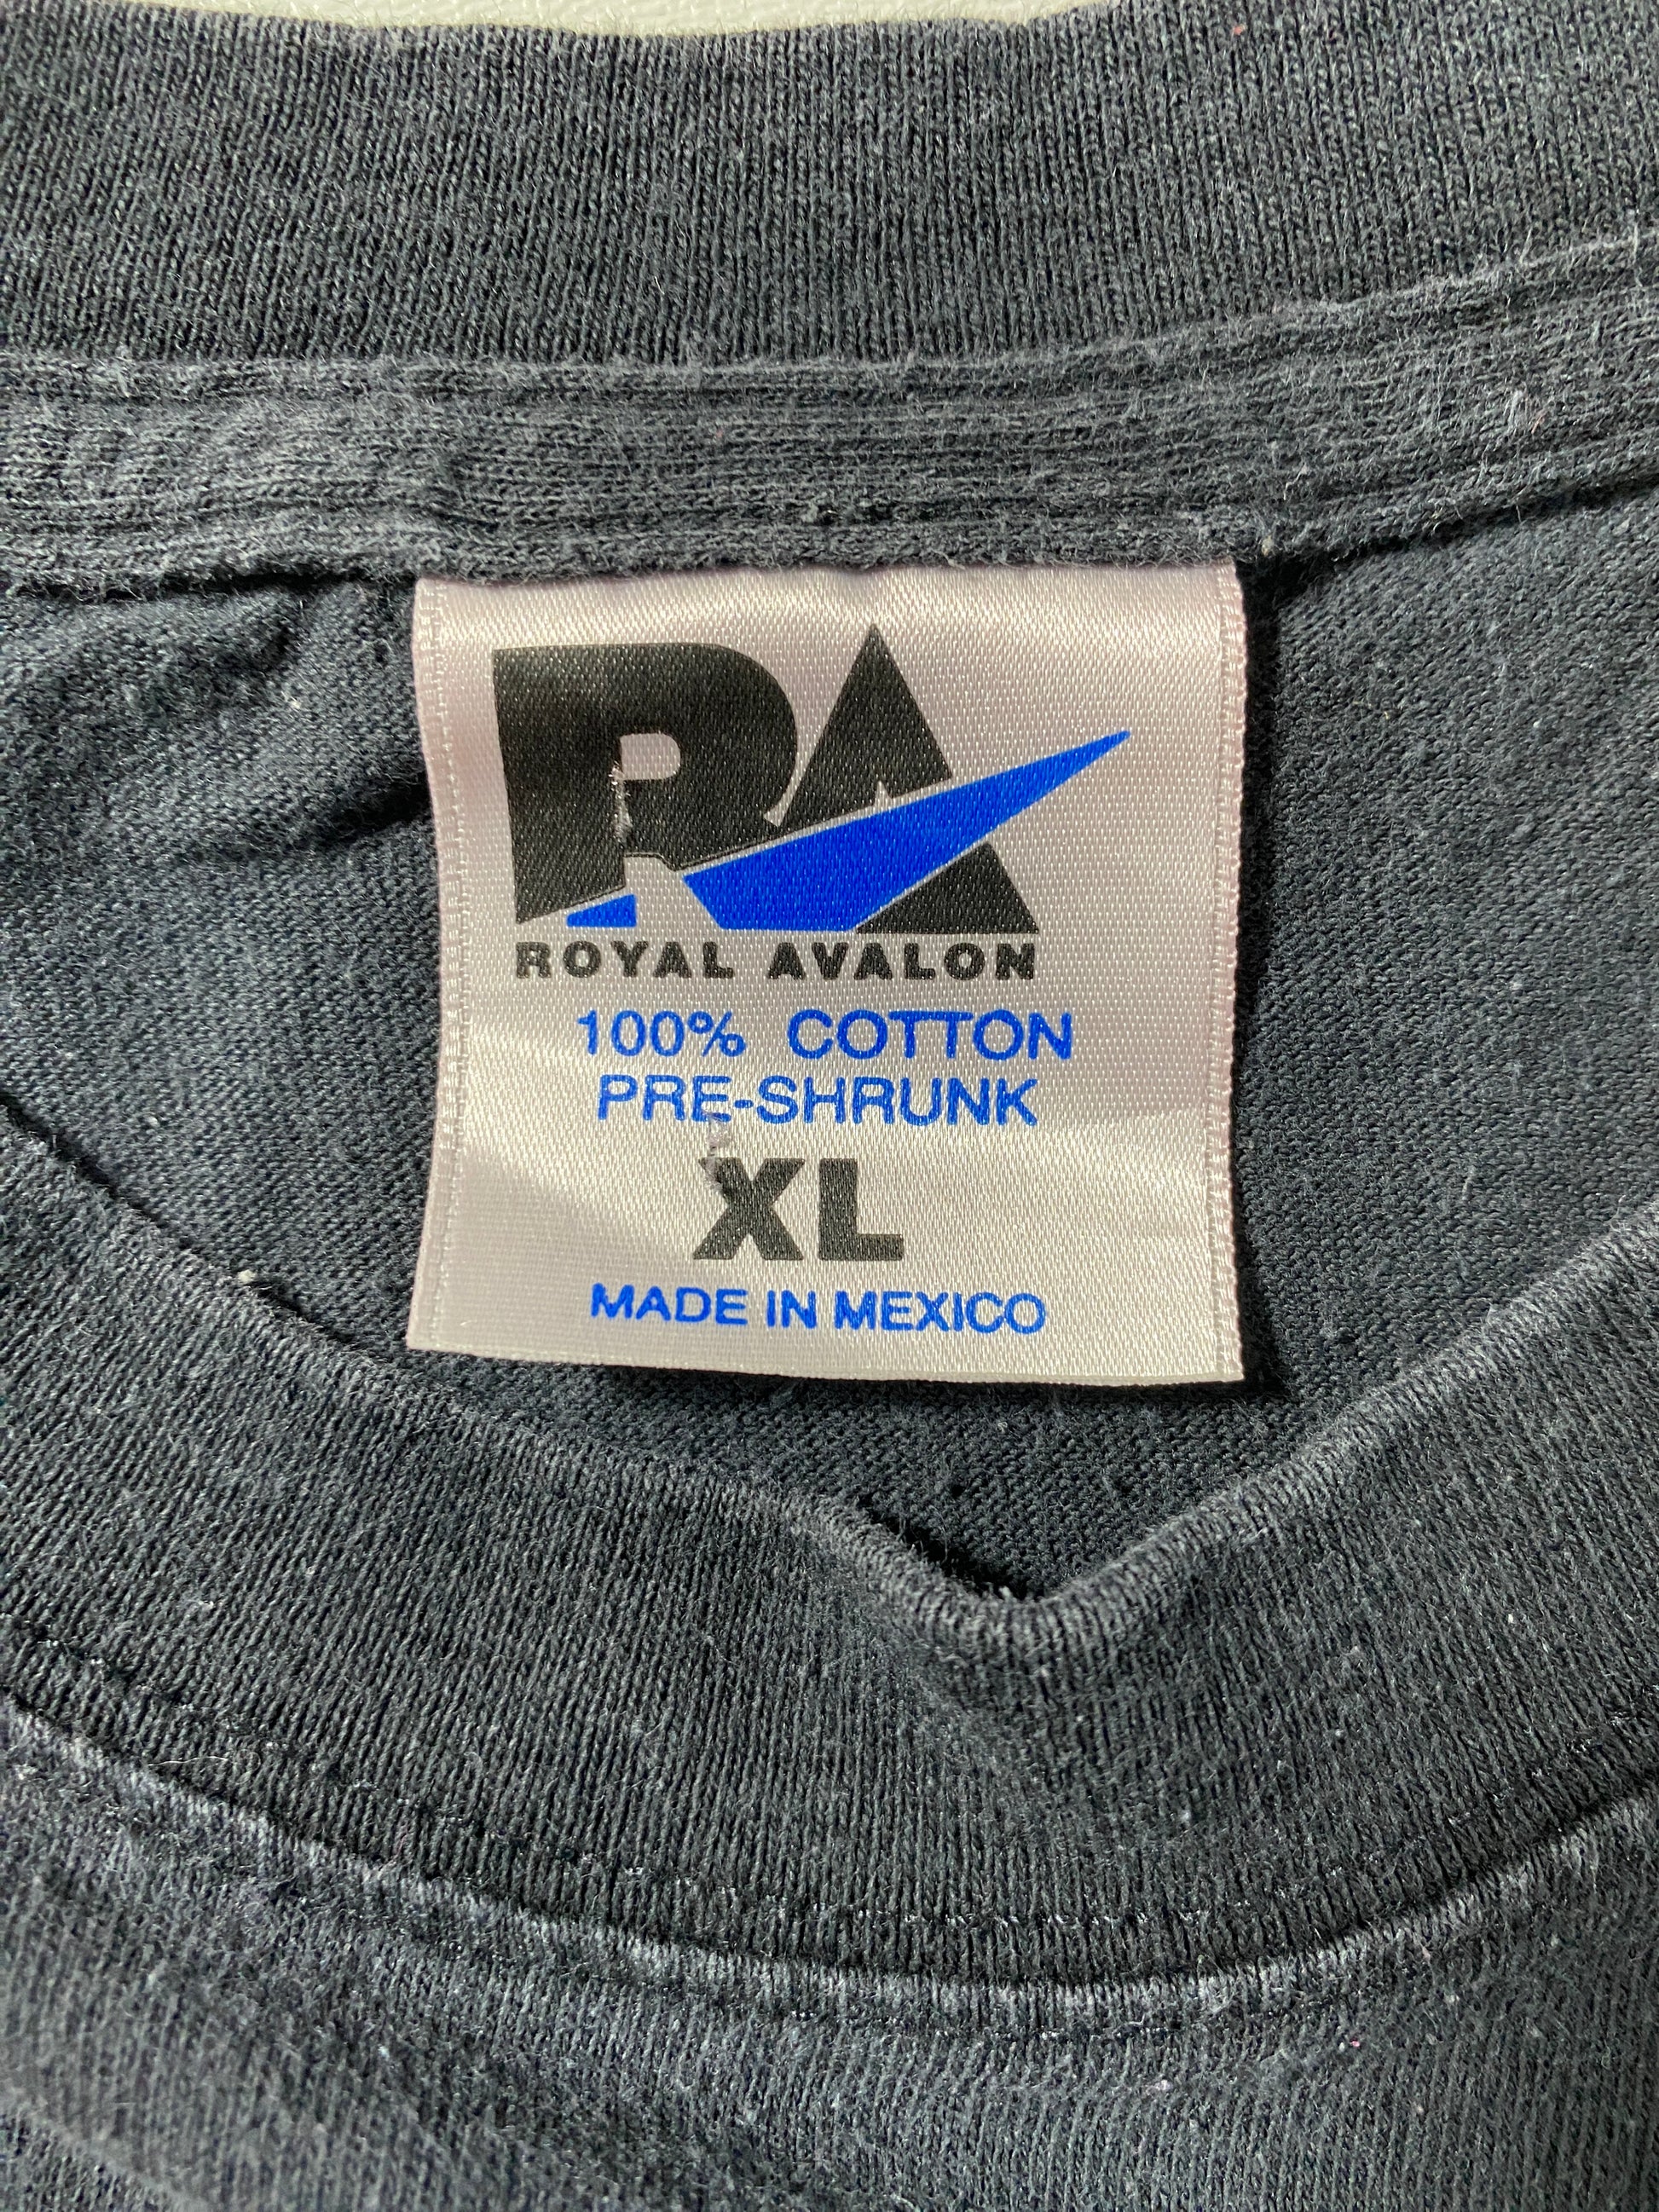 RA
ROYAL AVALON
100% COTTON
PRE-SHRUNK
XL
MADE IN MEXICO